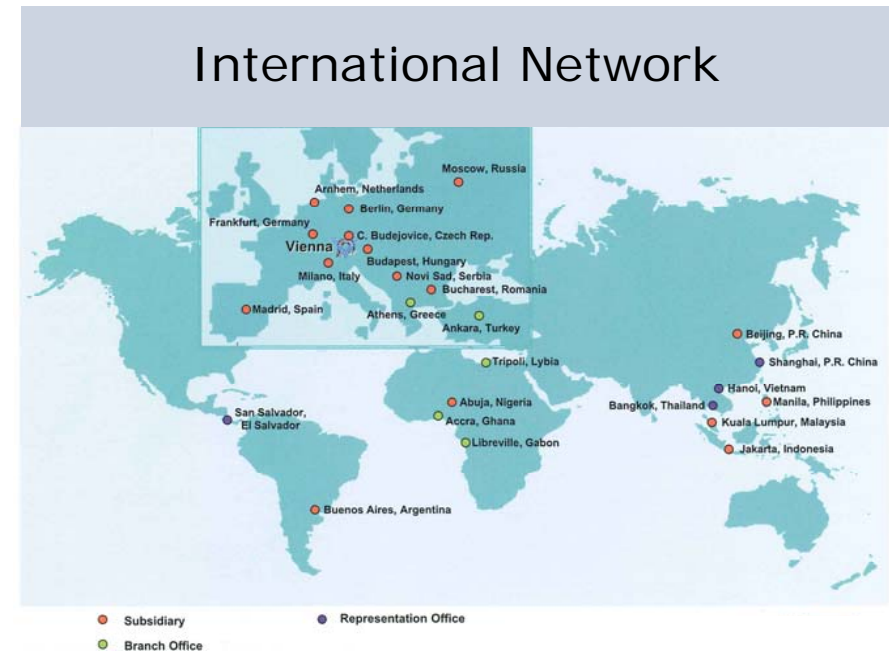 International Network
Moscow, Russia
Arnhem, Netherlands
Berlin, Germany
Frankfurt, Germany
C. Budejovice, Czech Rep.
Vienna
Budapest, Hungary
Milano, Italy
Novi Sad, Serbia
Bucharest, Romania
Madrid, Spain
Athens, Greece
Ankara, Turkey
Beijing, P.R. China
Tripoli, Lybia
Shanghai, P.R. China
Hanoi, Vietnam
Abuja, Nigeria
Bangkok, Thailand
Manila, Philippines
San Salvador,
El Salvador
Accra, Ghana
Kuala Lumpur, Malaysia
Libreville, Gabon
Jakarta, Indonesia
Buenos Aires, Argentina
Subsidiary
Representation Office
Branch Office